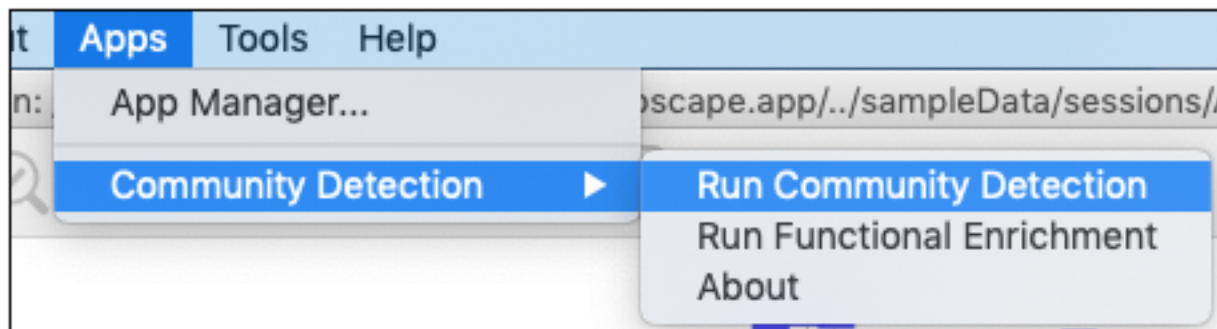 Apps Tools Help
App Manager...
scape.app/../sampleData/sessions/
Community Detection ▶ Run Community Detection
Run Functional Enrichment
About